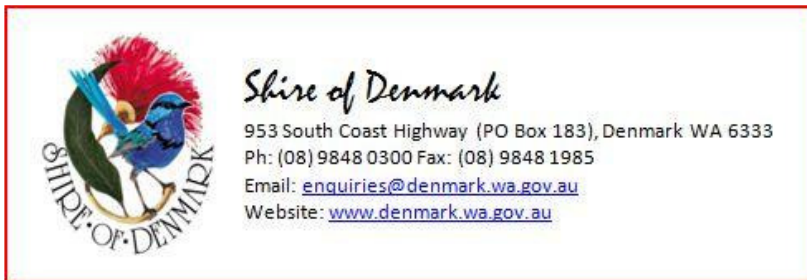 SHIRE·OF·DENMARK
Shire of Denmark
953 South Coast Highway (PO Box 183), Denmark WA 6333
Ph: (08) 9848 0300 Fax: (08) 9848 1985
Email: enquiries@denmark.wa.gov.au
Website: www.denmark.wa.gov.au